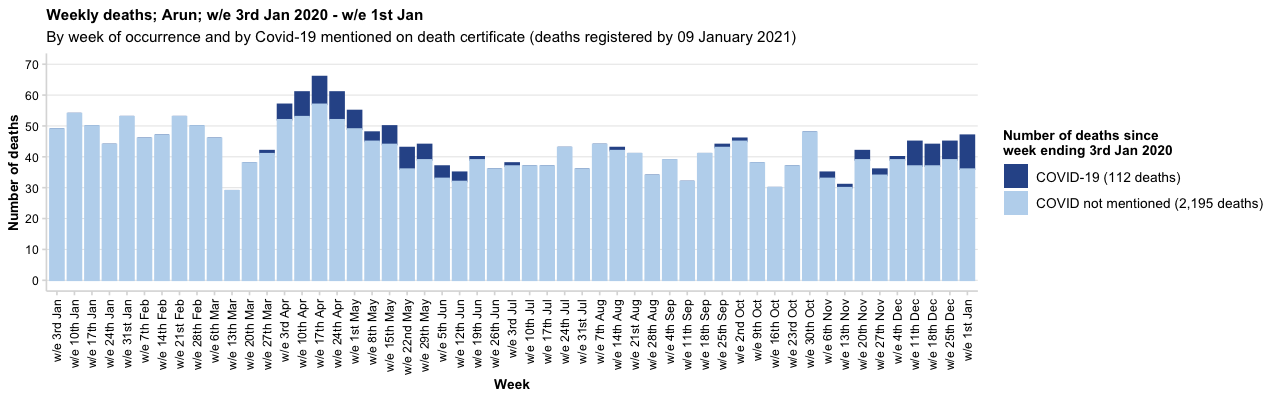 Weekly deaths; Arun; w/e 3rd Jan 2020 - w/e 1st Jan
By week of occurrence and by Covid-19 mentioned on death certificate (deaths registered by 09 January 2021)
Number of deaths
70
60
50
40
30
20
10
0
w/e 3rd Jan
w/e 10th Jan
w/e 17th Jan
w/e 24th Jan
w/e 31st Jan
w/e 7th Feb
w/e 14th Feb
w/e 21st Feb
w/e 28th Feb
w/e 6th Mar
w/e 13th Mar
w/e 20th Mar
w/e 27th Mar
w/e 3rd Apr
w/e 10th Apr
w/e 17th Apr
w/e 24th Apr
w/e 1st May
w/e 8th May
w/e 15th May
w/e 22nd May
w/e 29th May
w/e 5th Jun
w/e 12th Jun
w/e 19th Jun
w/e 26th Jun
w/e 3rd Jul
w/e 10th Jul
w/e 17th Jul
w/e 24th Jul
w/e 31st Jul
w/e 7th Aug
w/e 14th Aug
w/e 21st Aug
w/e 28th Aug
w/e 4th Sep
w/e 11th Sep
w/e 18th Sep
w/e 25th Sep
w/e 2nd Oct
w/e 9th Oct
w/e 16th Oct
w/e 23rd Oct
w/e 30th Oct
w/e 6th Nov
w/e 13th Nov
w/e 20th Nov
w/e 27th Nov
w/e 4th Dec
w/e 11th Dec
w/e 18th Dec
w/e 25th Dec
w/e 1st Jan
Week
Number of deaths since
week ending 3rd Jan 2020
COVID-19 (112 deaths)
COVID not mentioned (2,195 deaths)